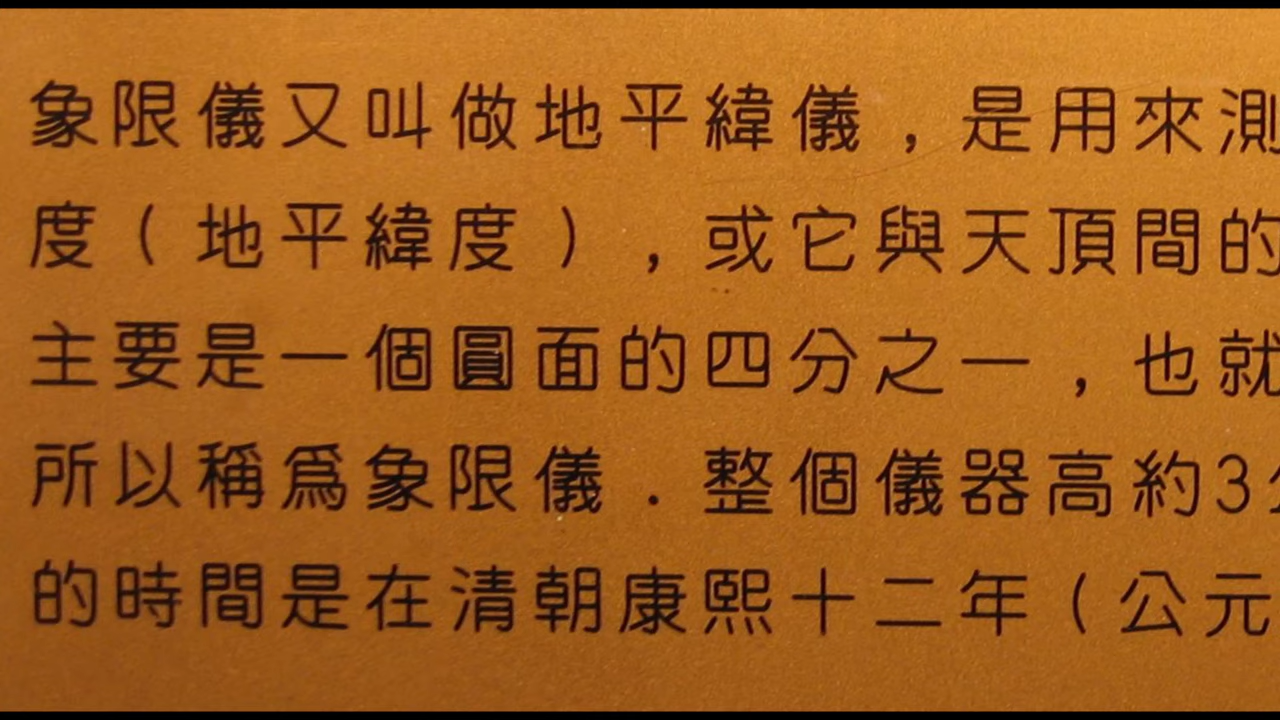 象限儀又叫做地平緯儀，是用來測
度（地平緯度），或它與天頂間的
主要是一個圓面的四分之一，也就
所以稱爲象限儀．整個儀器高約3公
的時間是在清朝康熙十二年（公元